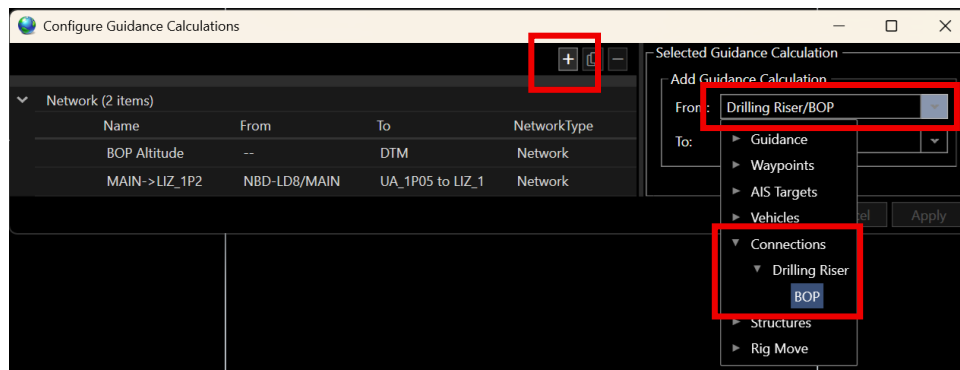 Configure Guidance Calculations
Selected Guidance Calculation
Add Guidance Calculation
From: Drilling Riser/BOP
To:
Network (2 items)
Name From To NetworkType
BOP Altitude -- DTM Network
MAIN->LIZ_1P2 NBD-LD8/MAIN UA_1P05 to LIZ_1 Network
Guidance
Waypoints
AIS Targets
Vehicles
Connections
Drilling Riser
BOP
Structures
Rig Move
Apply